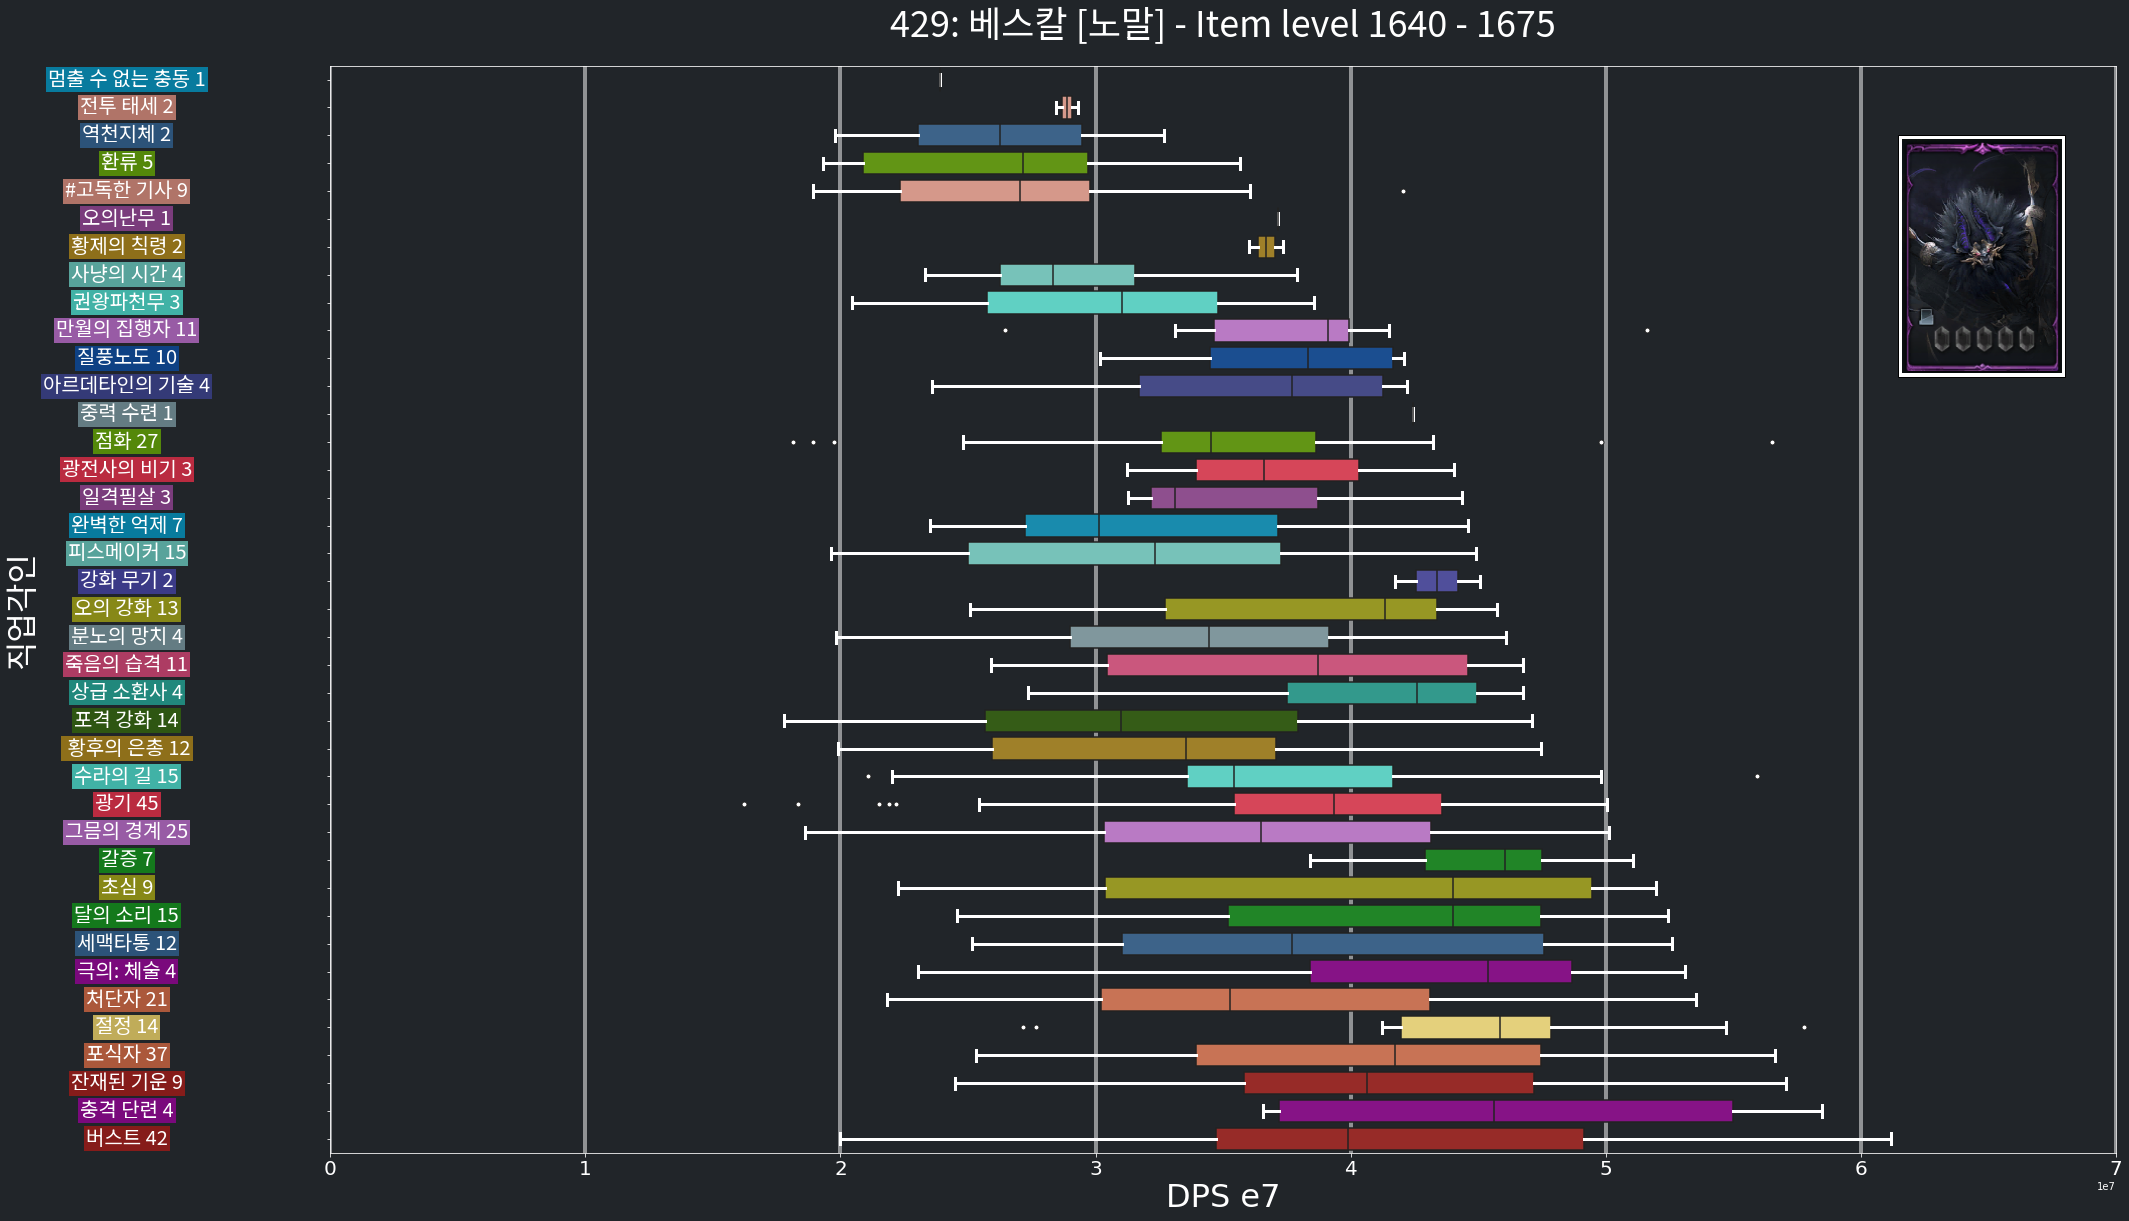 429: 베스칼 [노말] - Item level 1640 - 1675
멈출 수 없는 충동 1
전투 태세 2
역천지체 2
환류 5
#고독한 기사 9
오의난무 1
황제의 칙령 2
사냥의 시간 4
권왕파천무 3
만월의 집행자 11
질풍노도 10
아르데타인의 기술 4
중력 수련 1
점화 27
광전사의 비기 3
일격필살 3
완벽한 억제 7
피스메이커 15
강화 무기 2
오의 강화 13
분노의 망치 4
죽음의 습격 11
상급 소환사 4
포격 강화 14
황후의 은총 12
수라의 길 15
광기 45
그믐의 경계 25
갈증 7
초심 9
달의 소리 15
세맥타통 12
극의: 체술 4
처단자 21
절정 14
포식자 37
잔재된 기운 9
충격 단련 4
버스트 42
직업각인
0 1 2 3 4 5 6 7
1e7
DPS e7